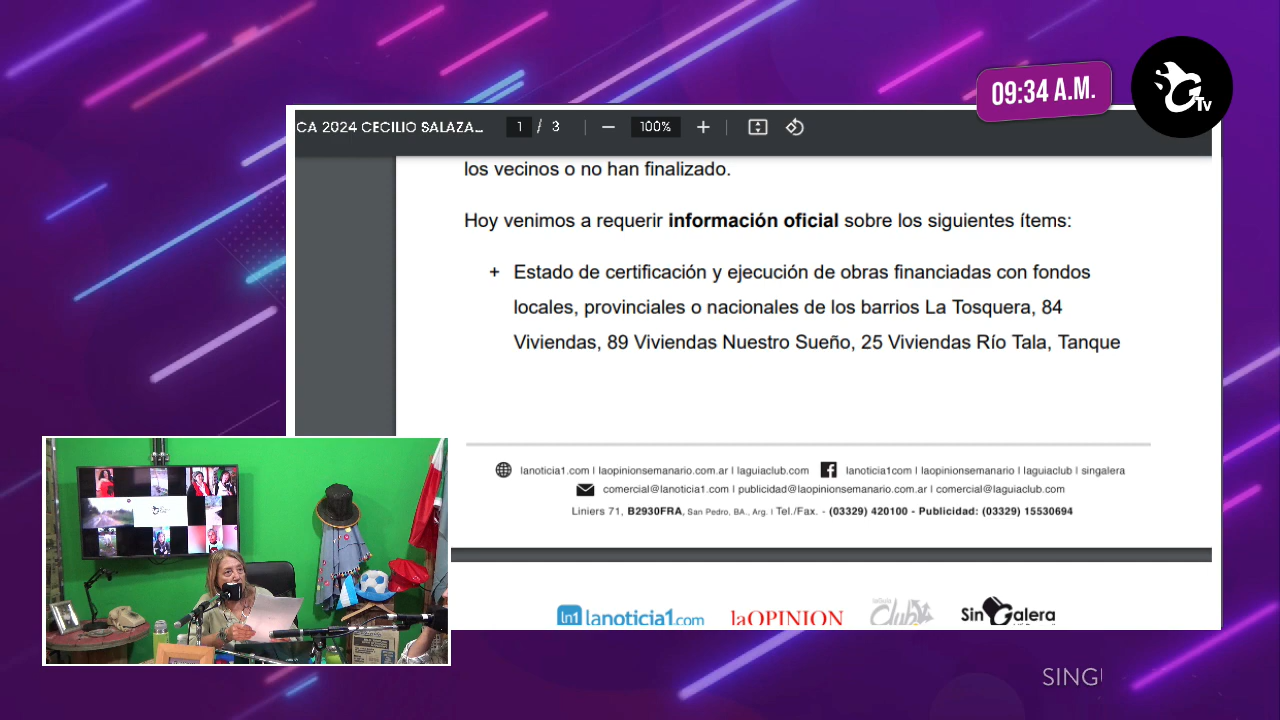 09:34 A.M.
Tv
CA 2024 CECILIO SALAZA...
1 / 3
100%
los vecinos o no han finalizado.
Hoy venimos a requerir información oficial sobre los siguientes ítems:
+ Estado de certificación y ejecución de obras financiadas con fondos
locales, provinciales o nacionales de los barrios La Tosquera, 84
Viviendas, 89 Viviendas Nuestro Sueño, 25 Viviendas Río Tala, Tanque
lanoticia1.com | laopinionsemanario.com.ar | laguiaclub.com lanoticia1com | laopinionsemanario | laguiaclub | singalera
comercial@lanoticia1.com | publicidad@laopinionsemanario.com.ar | comercial@laguiaclub.com
Liniers 71, B2930FRA, San Pedro, BA., Arg. | Tel./Fax. - (03329) 420100 - Publicidad: (03329) 15530694
ln1 lanoticia1.com laOPINION Club SinGalera
SING